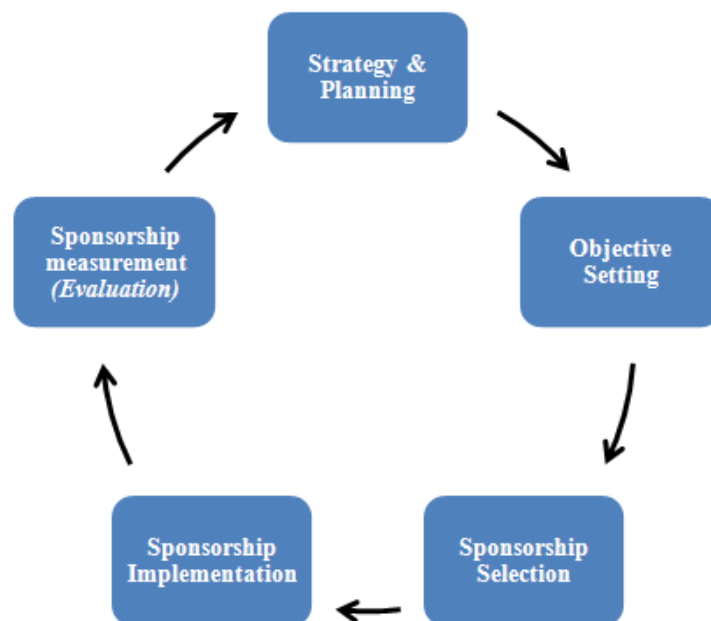 Strategy &
Planning
Objective
Setting
Sponsorship
Selection
Sponsorship
Implementation
Sponsorship
measurement
(Evaluation)